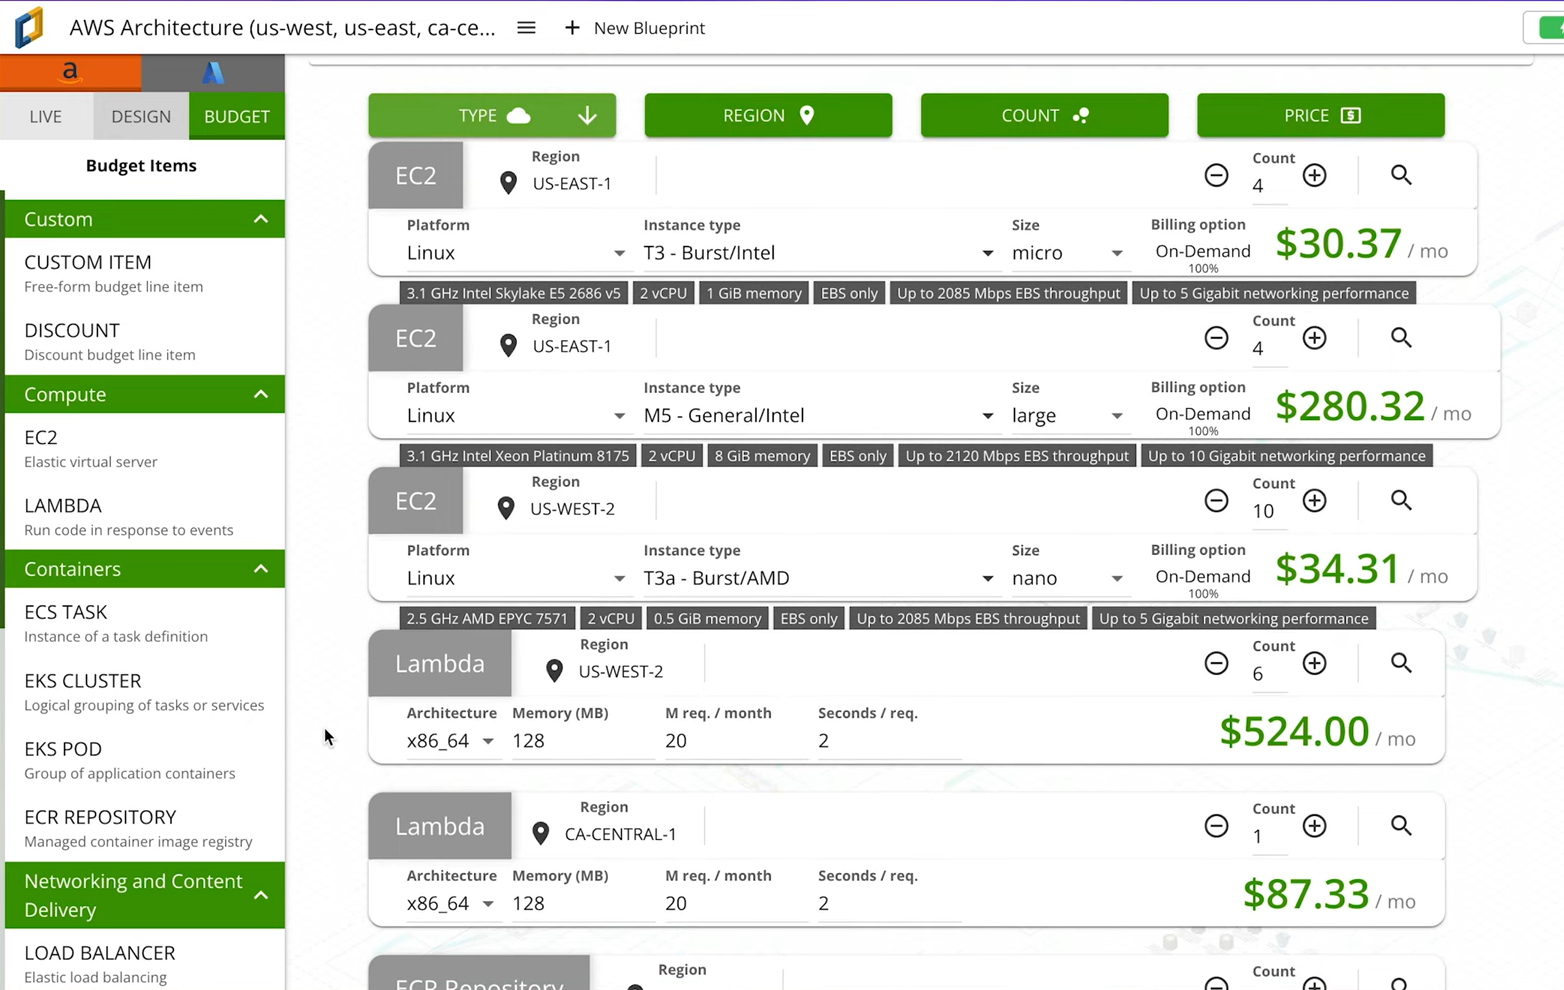 AWS Architecture (us-west, us-east, ca-ce...
+ New Blueprint
LIVE
DESIGN
BUDGET
Budget Items
Custom
CUSTOM ITEM
Free-form budget line item
DISCOUNT
Discount budget line item
Compute
EC2
Elastic virtual server
LAMBDA
Run code in response to events
Containers
ECS TASK
Instance of a task definition
EKS CLUSTER
Logical grouping of tasks or services
EKS POD
Group of application containers
ECR REPOSITORY
Managed container image registry
Networking and Content
Delivery
LOAD BALANCER
Elastic load balancing
TYPE
REGION
COUNT
PRICE
EC2
Region
US-EAST-1
Count
4
Platform
Linux
Instance type
T3 - Burst/Intel
Size
micro
Billing option
On-Demand
100%
$30.37 / mo
3.1 GHz Intel Skylake E5 2686 v5
2 vCPU
1 GiB memory
EBS only
Up to 2085 Mbps EBS throughput
Up to 5 Gigabit networking performance
EC2
Region
US-EAST-1
Count
4
Platform
Linux
Instance type
M5 - General/Intel
Size
large
Billing option
On-Demand
100%
$280.32 / mo
3.1 GHz Intel Xeon Platinum 8175
2 vCPU
8 GiB memory
EBS only
Up to 2120 Mbps EBS throughput
Up to 10 Gigabit networking performance
EC2
Region
US-WEST-2
Count
10
Platform
Linux
Instance type
T3a - Burst/AMD
Size
nano
Billing option
On-Demand
100%
$34.31 / mo
2.5 GHz AMD EPYC 7571
2 vCPU
0.5 GiB memory
EBS only
Up to 2085 Mbps EBS throughput
Up to 5 Gigabit networking performance
Lambda
Region
US-WEST-2
Count
6
Architecture
x86_64
Memory (MB)
128
M req. / month
20
Seconds / req.
2
$524.00 / mo
Lambda
Region
CA-CENTRAL-1
Count
1
Architecture
x86_64
Memory (MB)
128
M req. / month
20
Seconds / req.
2
$87.33 / mo
ECR Repository
Region
Count